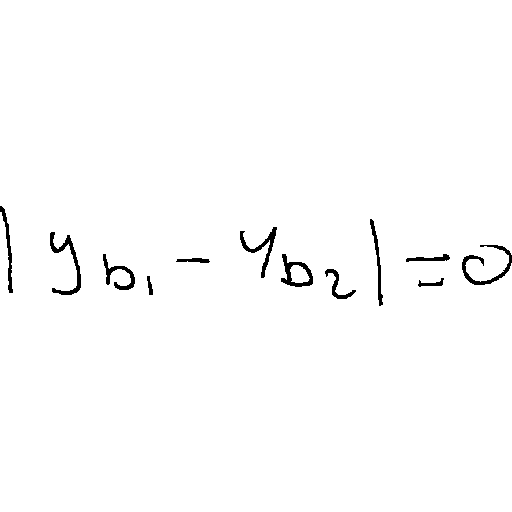 |y_{b_1} - y_{b_2}| = 0